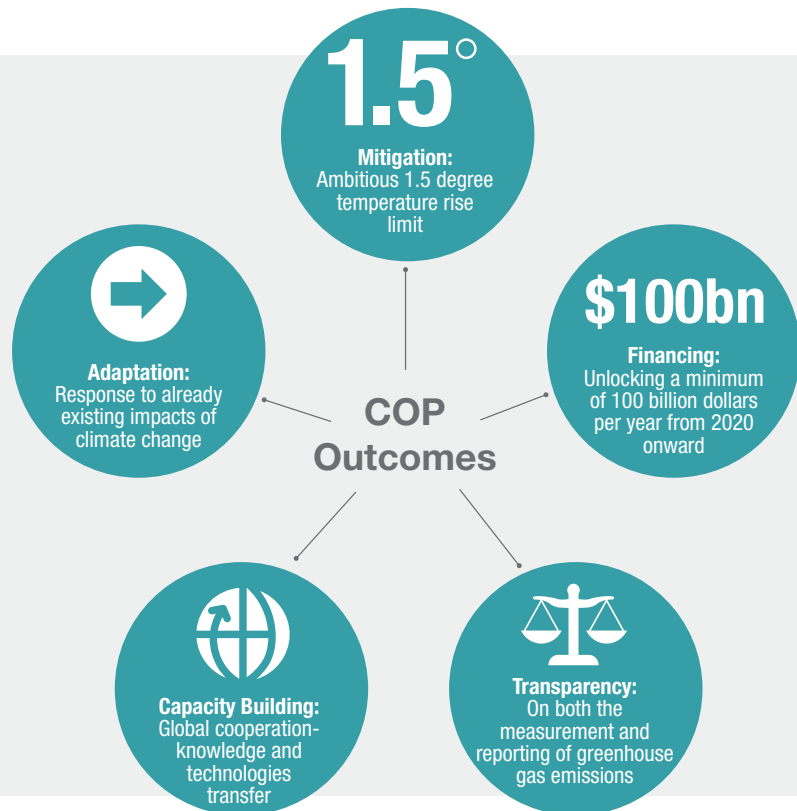 1.5°
Mitigation:
Ambitious 1.5 degree
temperature rise
limit
$100bn
Financing:
Unlocking a minimum
of 100 billion dollars
per year from 2020
onward
Adaptation:
Response to already
existing impacts of
climate change
COP
Outcomes
Capacity Building:
Global cooperation-
knowledge and
technologies
transfer
Transparency:
On both the
measurement and
reporting of greenhouse
gas emissions